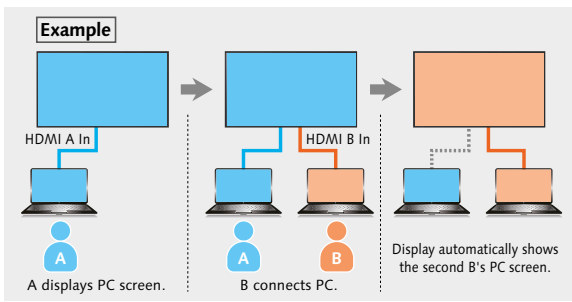 Example
HDMI A In
HDMI B In
A
A
B
A displays PC screen.
B connects PC.
Display automatically shows
the second B's PC screen.